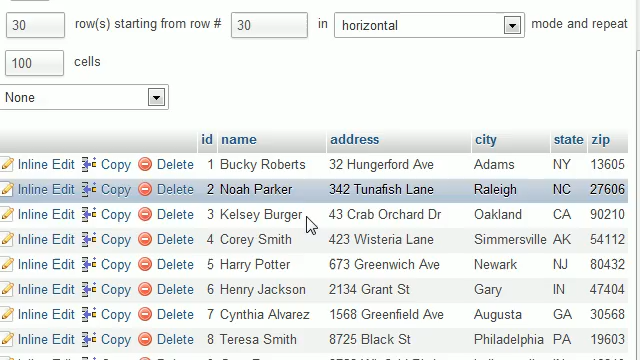 30 row(s) starting from row # 30 in horizontal mode and repeat
100 cells
None
id name address city state zip
Inline Edit Copy Delete 1 Bucky Roberts 32 Hungerford Ave Adams NY 13605
Inline Edit Copy Delete 2 Noah Parker 342 Tunafish Lane Raleigh NC 27606
Inline Edit Copy Delete 3 Kelsey Burger 43 Crab Orchard Dr Oakland CA 90210
Inline Edit Copy Delete 4 Corey Smith 423 Wisteria Lane Simmersville AK 54112
Inline Edit Copy Delete 5 Harry Potter 673 Greenwich Ave Newark NJ 80432
Inline Edit Copy Delete 6 Henry Jackson 2134 Grant St Gary IN 47404
Inline Edit Copy Delete 7 Cynthia Alvarez 1568 Greenfield Ave Augusta GA 30568
Inline Edit Copy Delete 8 Teresa Smith 8725 Black St Philadelphia PA 19603